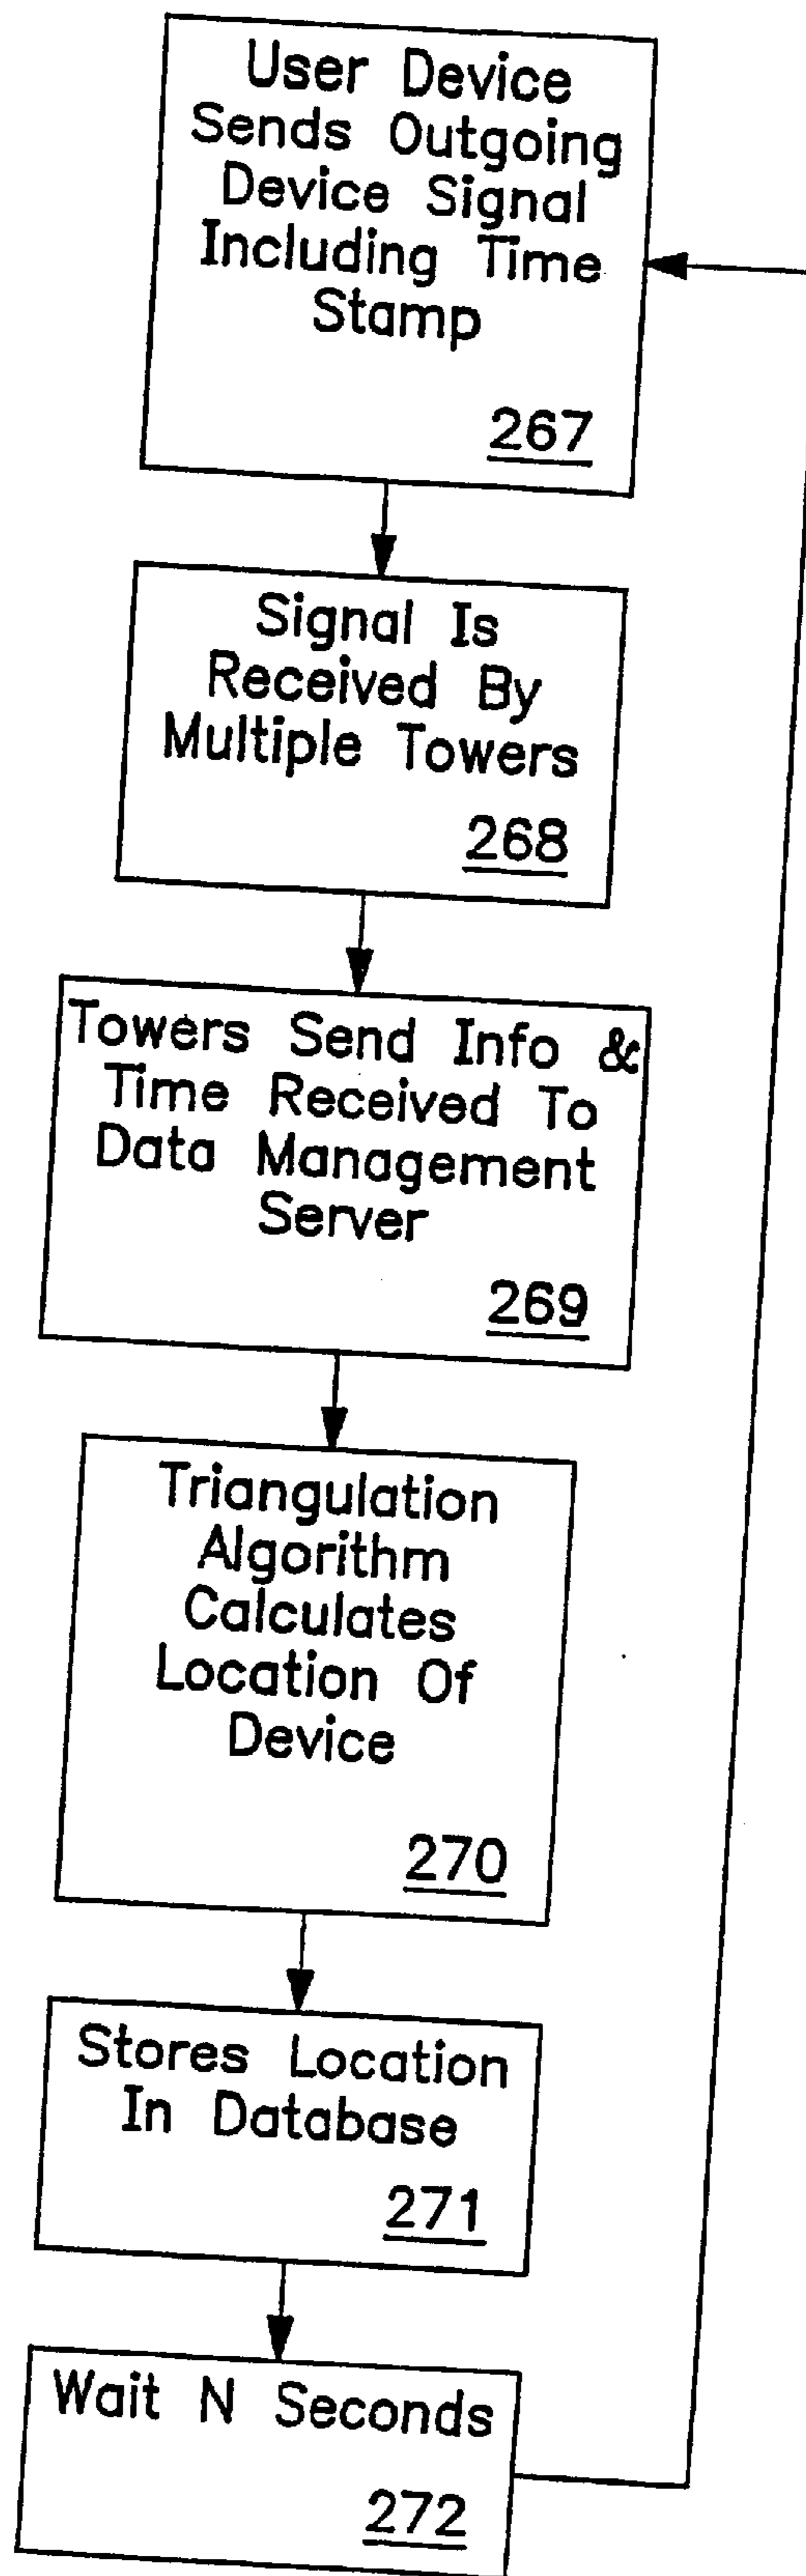 User Device
Sends Outgoing
Device Signal
Including Time
Stamp
267
Signal Is
Received By
Multiple Towers
268
Towers Send Info &
Time Received To
Data Management
Server
269
Triangulation
Algorithm
Calculates
Location Of
Device
270
Stores Location
In Database
271
Wait N Seconds
272